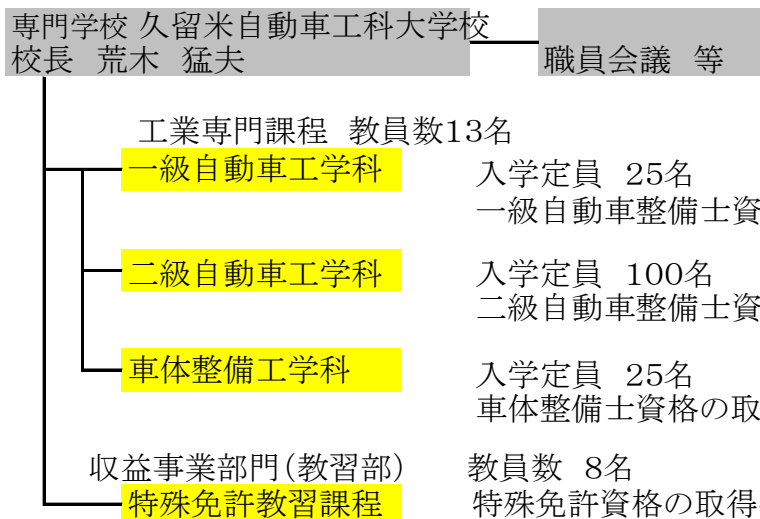 専門学校 久留米自動車工科大学校
校長 荒木 猛夫
職員会議 等
工業専門課程 教員数13名
一級自動車工学科 入学定員 25名
一級自動車整備士資
二級自動車工学科 入学定員 100名
二級自動車整備士資
車体整備工学科 入学定員 25名
車体整備士資格の取
収益事業部門(教習部) 教員数 8名
特殊免許教習課程 特殊免許資格の取得